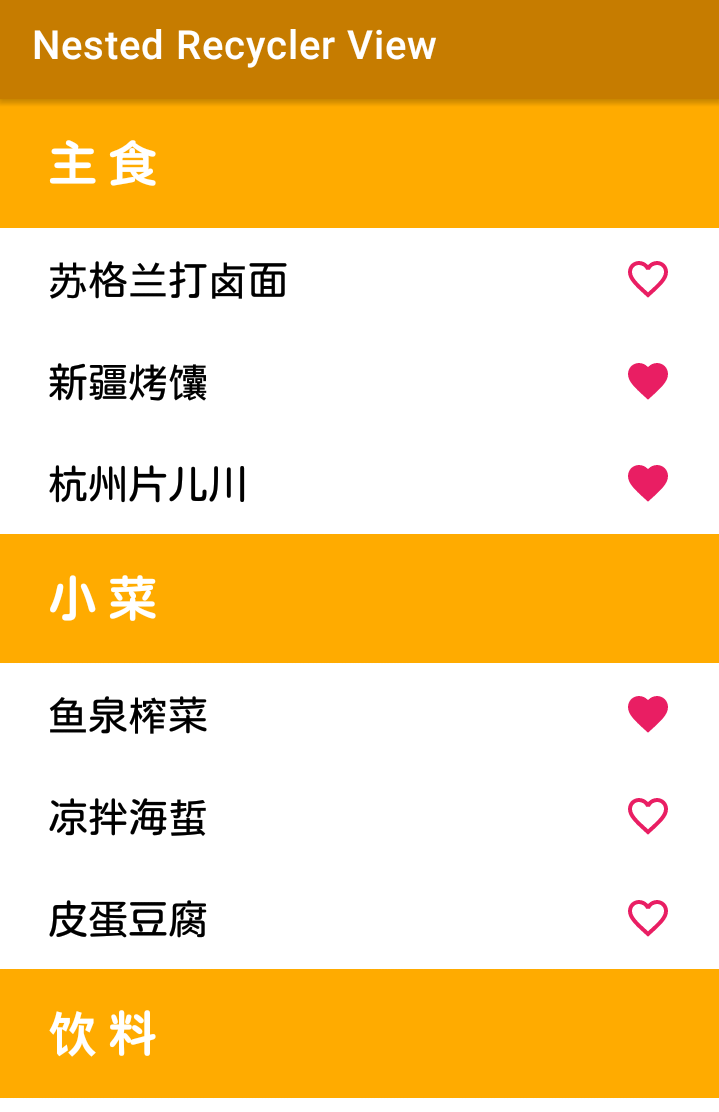 Nested Recycler View
主食
苏格兰打卤面
新疆烤馕
杭州片儿川
小菜
鱼泉榨菜
凉拌海蜇
皮蛋豆腐
饮料